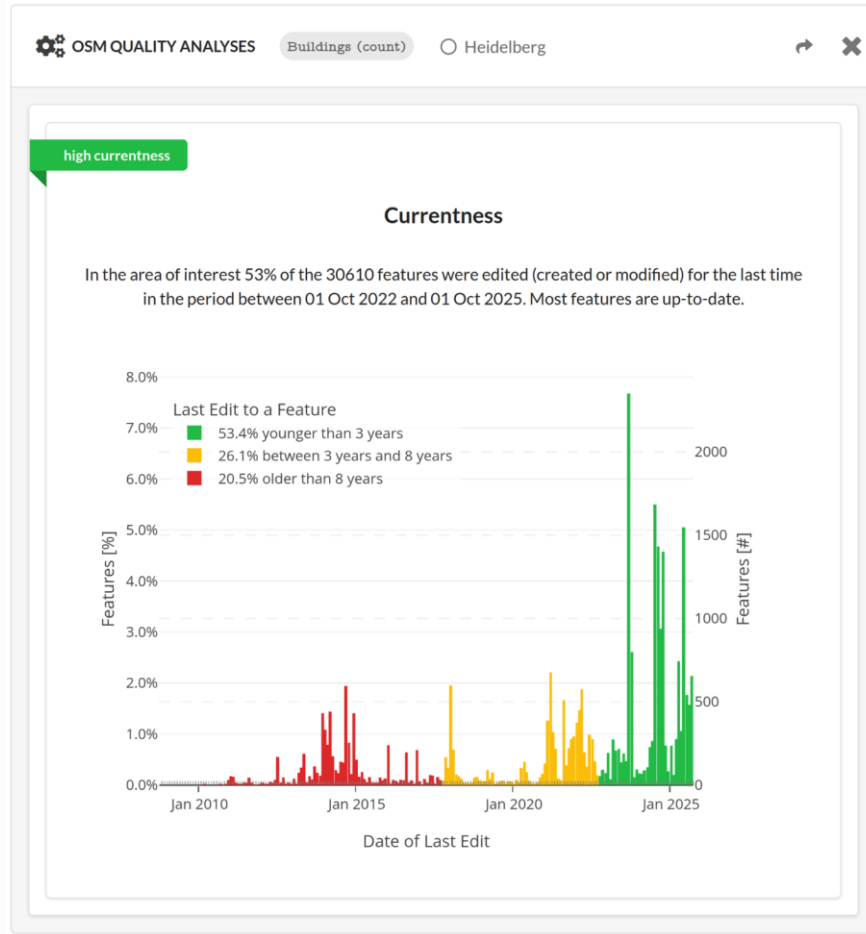 OSM QUALITY ANALYSES
Buildings (count)
Heidelberg
high currentness
Currentness
In the area of interest 53% of the 30610 features were edited (created or modified) for the last time
in the period between 01 Oct 2022 and 01 Oct 2025. Most features are up-to-date.
8.0%
7.0%
6.0%
5.0%
4.0%
3.0%
2.0%
1.0%
0.0%
Features [%]
Last Edit to a Feature
53.4% younger than 3 years
26.1% between 3 years and 8 years
20.5% older than 8 years
2000
1500
1000
500
0
Features [#]
Jan 2010
Jan 2015
Jan 2020
Jan 2025
Date of Last Edit